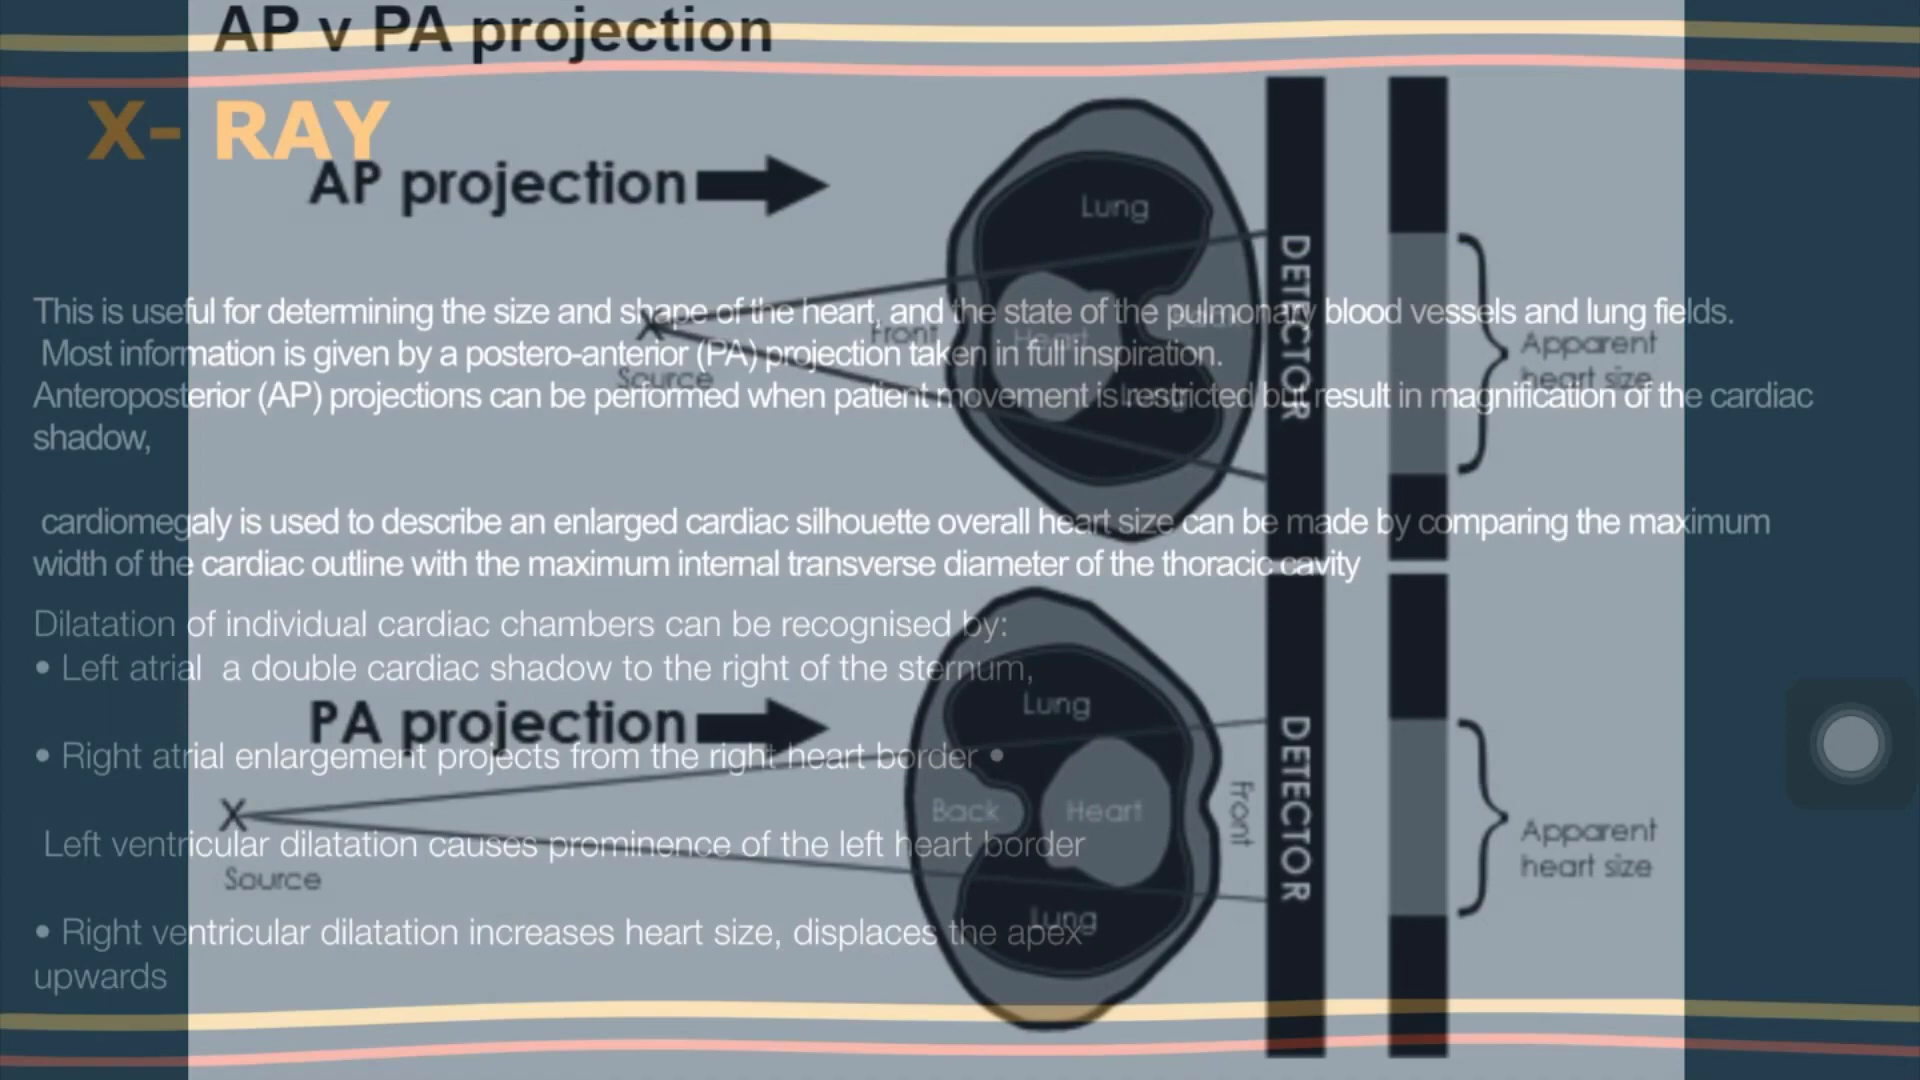 AP v PA projection
X- RAY
AP projection
Lung
Front
Heart
Source
DETECTOR
Apparent
heart size
This is useful for determining the size and shape of the heart, and the state of the pulmonary blood vessels and lung fields.
Most information is given by a postero-anterior (PA) projection taken in full inspiration.
Anteroposterior (AP) projections can be performed when patient movement is restricted but result in magnification of the cardiac
shadow,
cardiomegaly is used to describe an enlarged cardiac silhouette overall heart size can be made by comparing the maximum
width of the cardiac outline with the maximum internal transverse diameter of the thoracic cavity
Dilatation of individual cardiac chambers can be recognised by:
• Left atrial a double cardiac shadow to the right of the sternum,
• Right atrial enlargement projects from the right heart border •
Left ventricular dilatation causes prominence of the left heart border
• Right ventricular dilatation increases heart size, displaces the apex
upwards
PA projection
X
Source
Lung
Back
Heart
Front
Lung
DETECTOR
Apparent
heart size